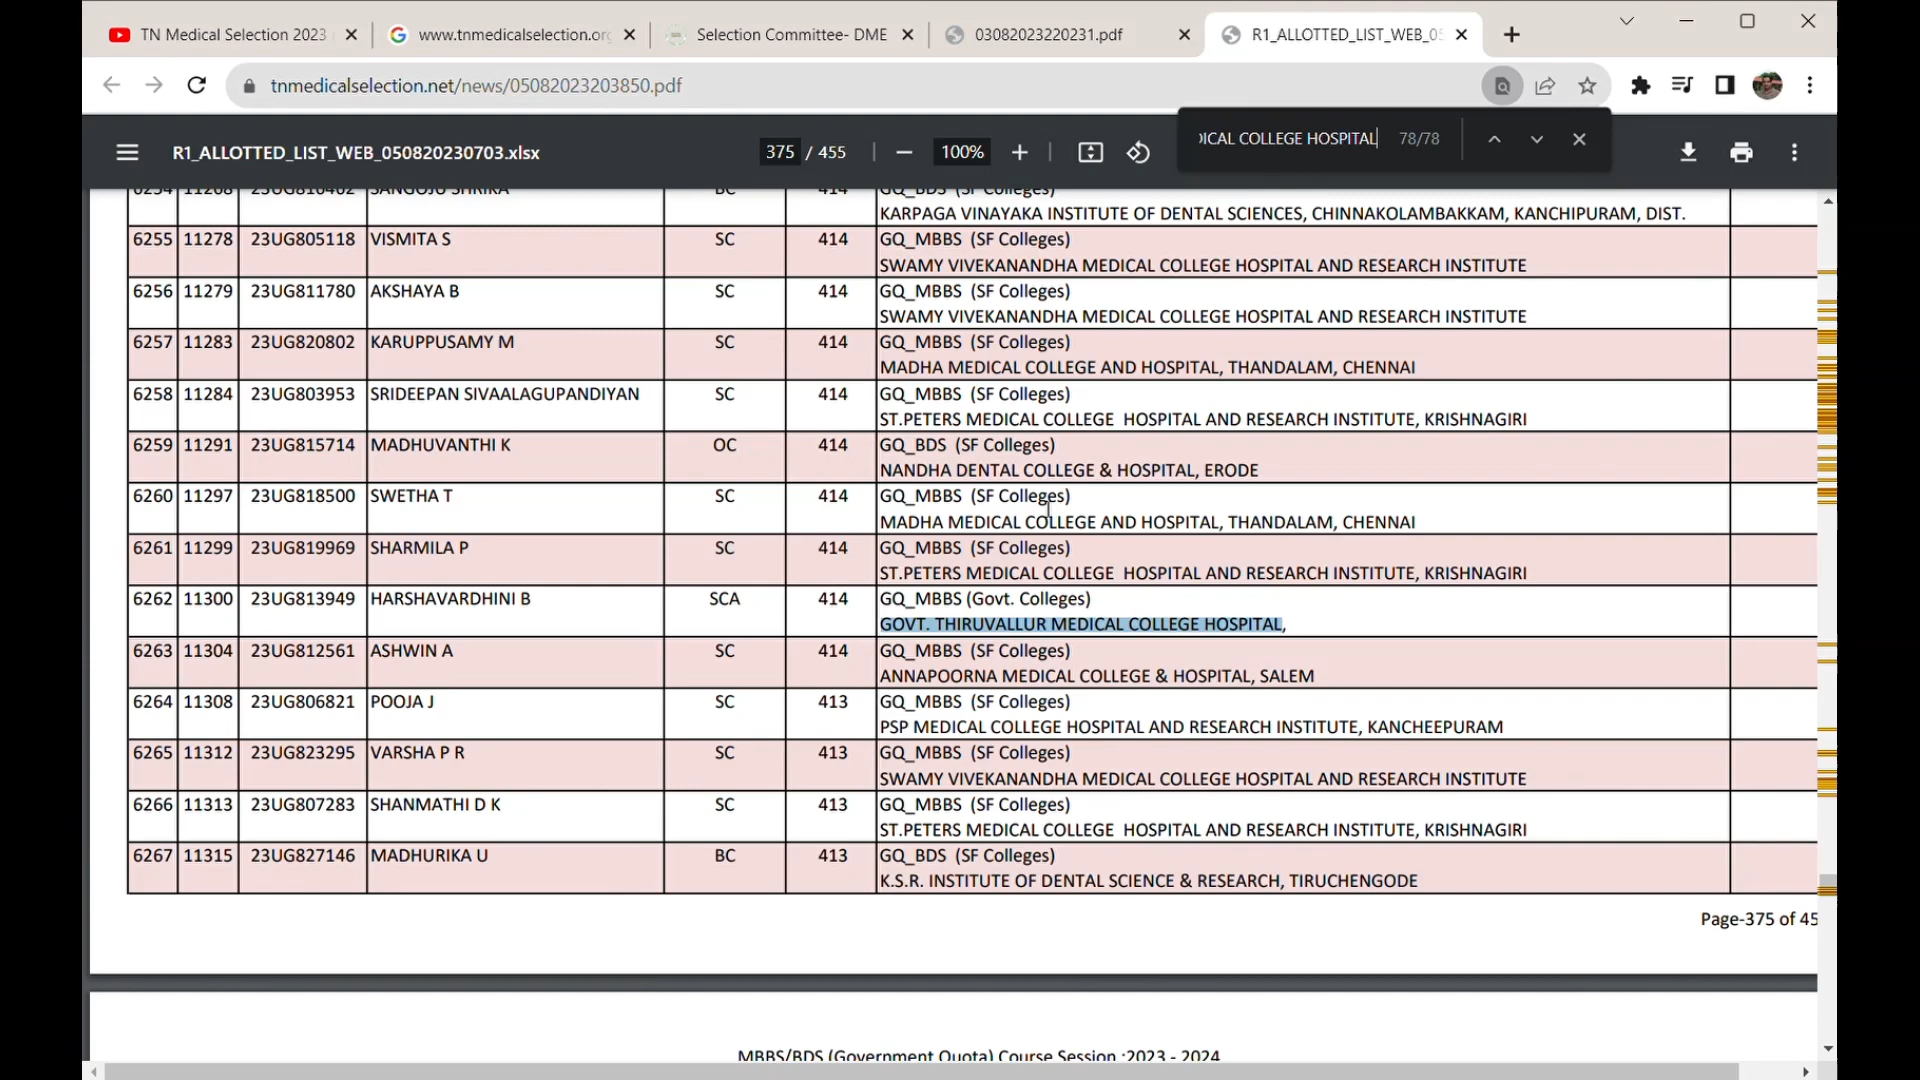 TN Medical Selection 2023
www.tnmedicalselection.org
Selection Committee- DME
03082023220231.pdf
R1_ALLOTTED_LIST_WEB_05
tnmedicalselection.net/news/05082023203850.pdf
R1_ALLOTTED_LIST_WEB_050820230703.xlsx
375 / 455
100%
ICAL COLLEGE HOSPITAL
78/78
6254 11268 23UG810402 SANGOJU SHRIKA BC 414 GQ_BDS (SF Colleges)
KARPAGA VINAYAKA INSTITUTE OF DENTAL SCIENCES, CHINNAKOLAMBAKKAM, KANCHIPURAM, DIST.
6255 11278 23UG805118 VISMITA S SC 414 GQ_MBBS (SF Colleges)
SWAMY VIVEKANANDHA MEDICAL COLLEGE HOSPITAL AND RESEARCH INSTITUTE
6256 11279 23UG811780 AKSHAYA B SC 414 GQ_MBBS (SF Colleges)
SWAMY VIVEKANANDHA MEDICAL COLLEGE HOSPITAL AND RESEARCH INSTITUTE
6257 11283 23UG820802 KARUPPUSAMY M SC 414 GQ_MBBS (SF Colleges)
MADHA MEDICAL COLLEGE AND HOSPITAL, THANDALAM, CHENNAI
6258 11284 23UG803953 SRIDEEPAN SIVAALAGUPANDIYAN SC 414 GQ_MBBS (SF Colleges)
ST.PETERS MEDICAL COLLEGE HOSPITAL AND RESEARCH INSTITUTE, KRISHNAGIRI
6259 11291 23UG815714 MADHUVANTHI K OC 414 GQ_BDS (SF Colleges)
NANDHA DENTAL COLLEGE & HOSPITAL, ERODE
6260 11297 23UG818500 SWETHA T SC 414 GQ_MBBS (SF Colleges)
MADHA MEDICAL COLLEGE AND HOSPITAL, THANDALAM, CHENNAI
6261 11299 23UG819969 SHARMILA P SC 414 GQ_MBBS (SF Colleges)
ST.PETERS MEDICAL COLLEGE HOSPITAL AND RESEARCH INSTITUTE, KRISHNAGIRI
6262 11300 23UG813949 HARSHAVARDHINI B SCA 414 GQ_MBBS (Govt. Colleges)
GOVT. THIRUVALLUR MEDICAL COLLEGE HOSPITAL,
6263 11304 23UG812561 ASHWIN A SC 414 GQ_MBBS (SF Colleges)
ANNAPOORNA MEDICAL COLLEGE & HOSPITAL, SALEM
6264 11308 23UG806821 POOJA J SC 413 GQ_MBBS (SF Colleges)
PSP MEDICAL COLLEGE HOSPITAL AND RESEARCH INSTITUTE, KANCHEEPURAM
6265 11312 23UG823295 VARSHA P R SC 413 GQ_MBBS (SF Colleges)
SWAMY VIVEKANANDHA MEDICAL COLLEGE HOSPITAL AND RESEARCH INSTITUTE
6266 11313 23UG807283 SHANMATHI D K SC 413 GQ_MBBS (SF Colleges)
ST.PETERS MEDICAL COLLEGE HOSPITAL AND RESEARCH INSTITUTE, KRISHNAGIRI
6267 11315 23UG827146 MADHURIKA U BC 413 GQ_BDS (SF Colleges)
K.S.R. INSTITUTE OF DENTAL SCIENCE & RESEARCH, TIRUCHENGODE
Page-375 of 45
MBBS/BDS (Government Quota) Course Session :2023 - 2024